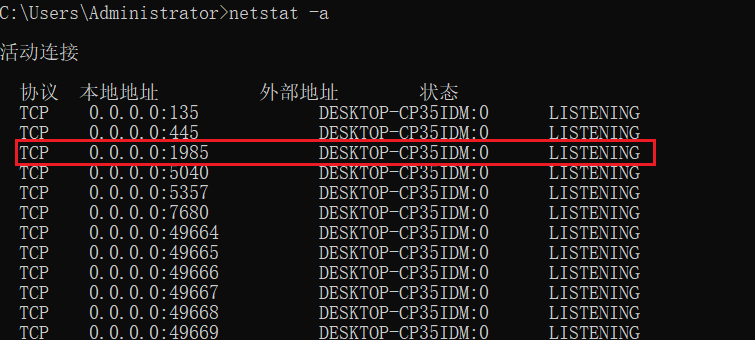 C:\Users\Administrator>netstat -a
活动连接
协议 本地地址 外部地址 状态
TCP 0.0.0.0:135 DESKTOP-CP35IDM:0 LISTENING
TCP 0.0.0.0:445 DESKTOP-CP35IDM:0 LISTENING
TCP 0.0.0.0:1985 DESKTOP-CP35IDM:0 LISTENING
TCP 0.0.0.0:5040 DESKTOP-CP35IDM:0 LISTENING
TCP 0.0.0.0:5357 DESKTOP-CP35IDM:0 LISTENING
TCP 0.0.0.0:7680 DESKTOP-CP35IDM:0 LISTENING
TCP 0.0.0.0:49664 DESKTOP-CP35IDM:0 LISTENING
TCP 0.0.0.0:49665 DESKTOP-CP35IDM:0 LISTENING
TCP 0.0.0.0:49666 DESKTOP-CP35IDM:0 LISTENING
TCP 0.0.0.0:49667 DESKTOP-CP35IDM:0 LISTENING
TCP 0.0.0.0:49668 DESKTOP-CP35IDM:0 LISTENING
TCP 0.0.0.0:49669 DESKTOP-CP35IDM:0 LISTENING